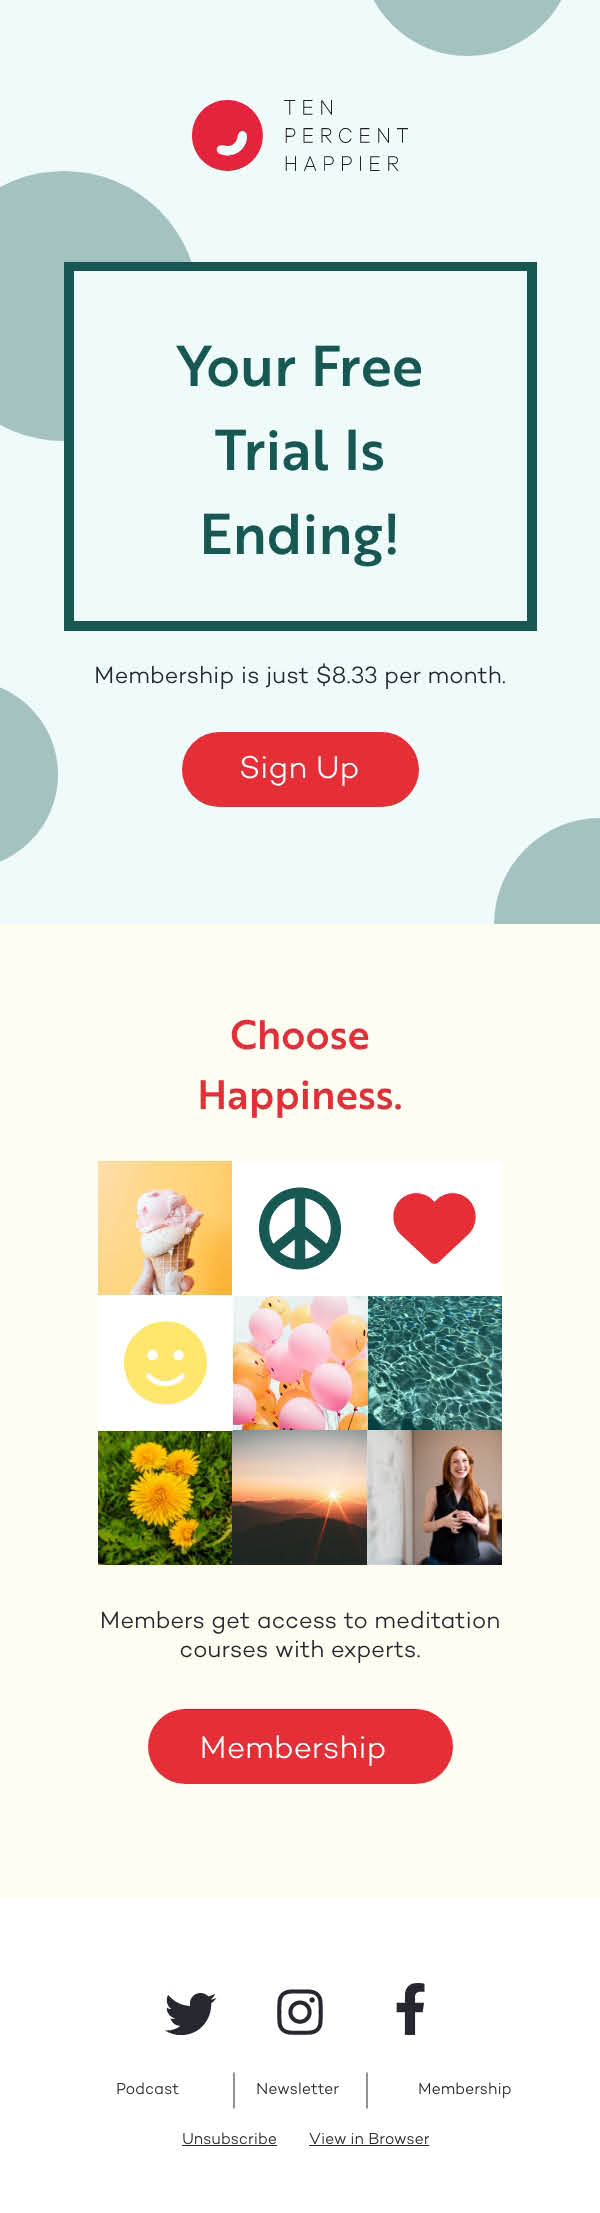 TEN
PERCENT
HAPPIER
Your Free
Trial Is
Ending!
Membership is just $8.33 per month.
Sign Up
Choose
Happiness.
Members get access to meditation
courses with experts.
Membership
Podcast
Newsletter
Membership
Unsubscribe
View in Browser